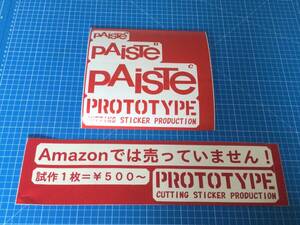 PAiSTe
PAiSTe
PAiSTe
PROTOTYPE
CUTTING STICKER PRODUCTION
Amazonでは売っていません！
試作1枚=¥500〜
PROTOTYPE
CUTTING STICKER PRODUCTION